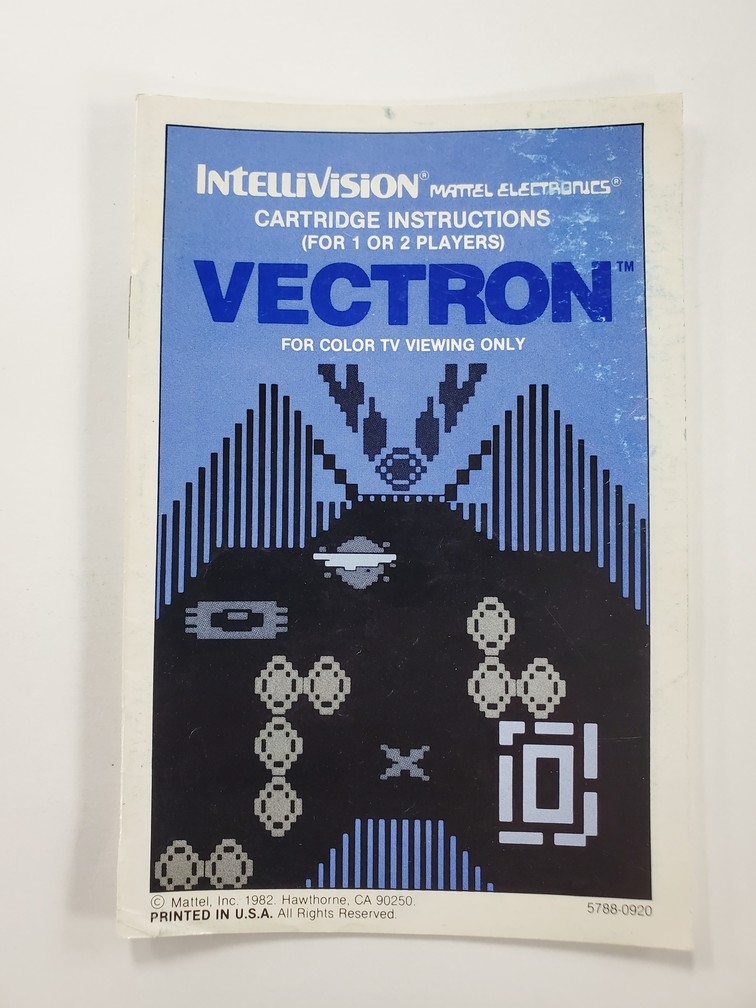 INTELLIVISION® MATTEL ELECTRONICS®
CARTRIDGE INSTRUCTIONS
(FOR 1 OR 2 PLAYERS)
VECTRON™
FOR COLOR TV VIEWING ONLY
© Mattel, Inc. 1982. Hawthorne, CA 90250.
PRINTED IN U.S.A. All Rights Reserved.
5788-0920